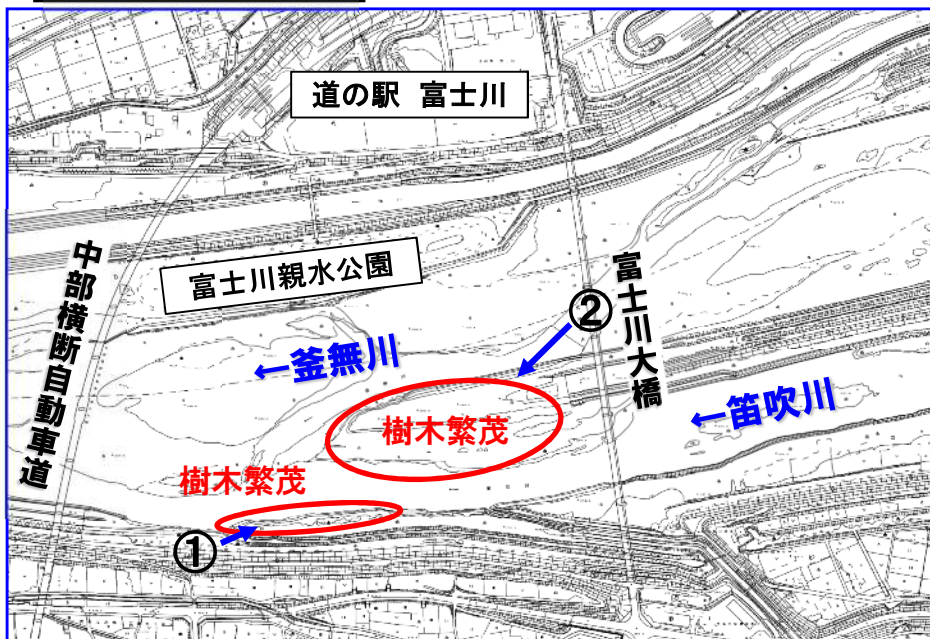 道の駅 富士川
富士川親水公園
中部横断自動車道
富士川大橋
②
←釜無川
←笛吹川
樹木繁茂
樹木繁茂
①